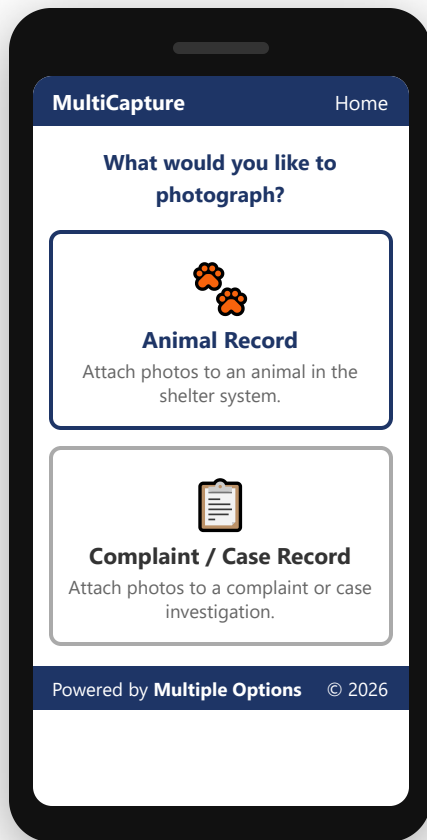 MultiCapture Home
What would you like to
photograph?
Animal Record
Attach photos to an animal in the
shelter system.
Complaint / Case Record
Attach photos to a complaint or case
investigation.
Powered by Multiple Options © 2026